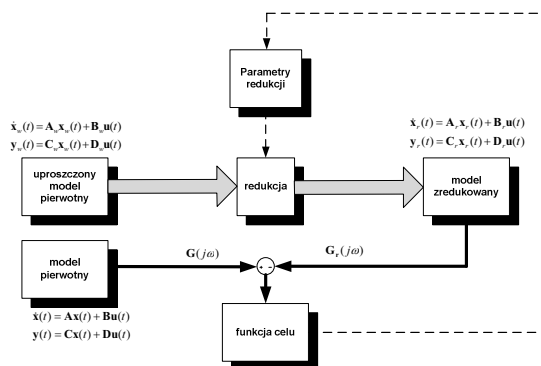 Parametry
redukcji
ẋ_w(t) = A_w x_w(t) + B_w u(t)
y_w(t) = C_w x_w(t) + D_w u(t)
ẋ_r(t) = A_r x_r(t) + B_r u(t)
y_r(t) = C_r x_r(t) + D_r u(t)
uproszczony
model
pierwotny
redukcja
model
zredukowany
model
pierwotny
G(jω)
+ -
G_r(jω)
ẋ(t) = Ax(t) + Bu(t)
y(t) = Cx(t) + Du(t)
funkcja celu